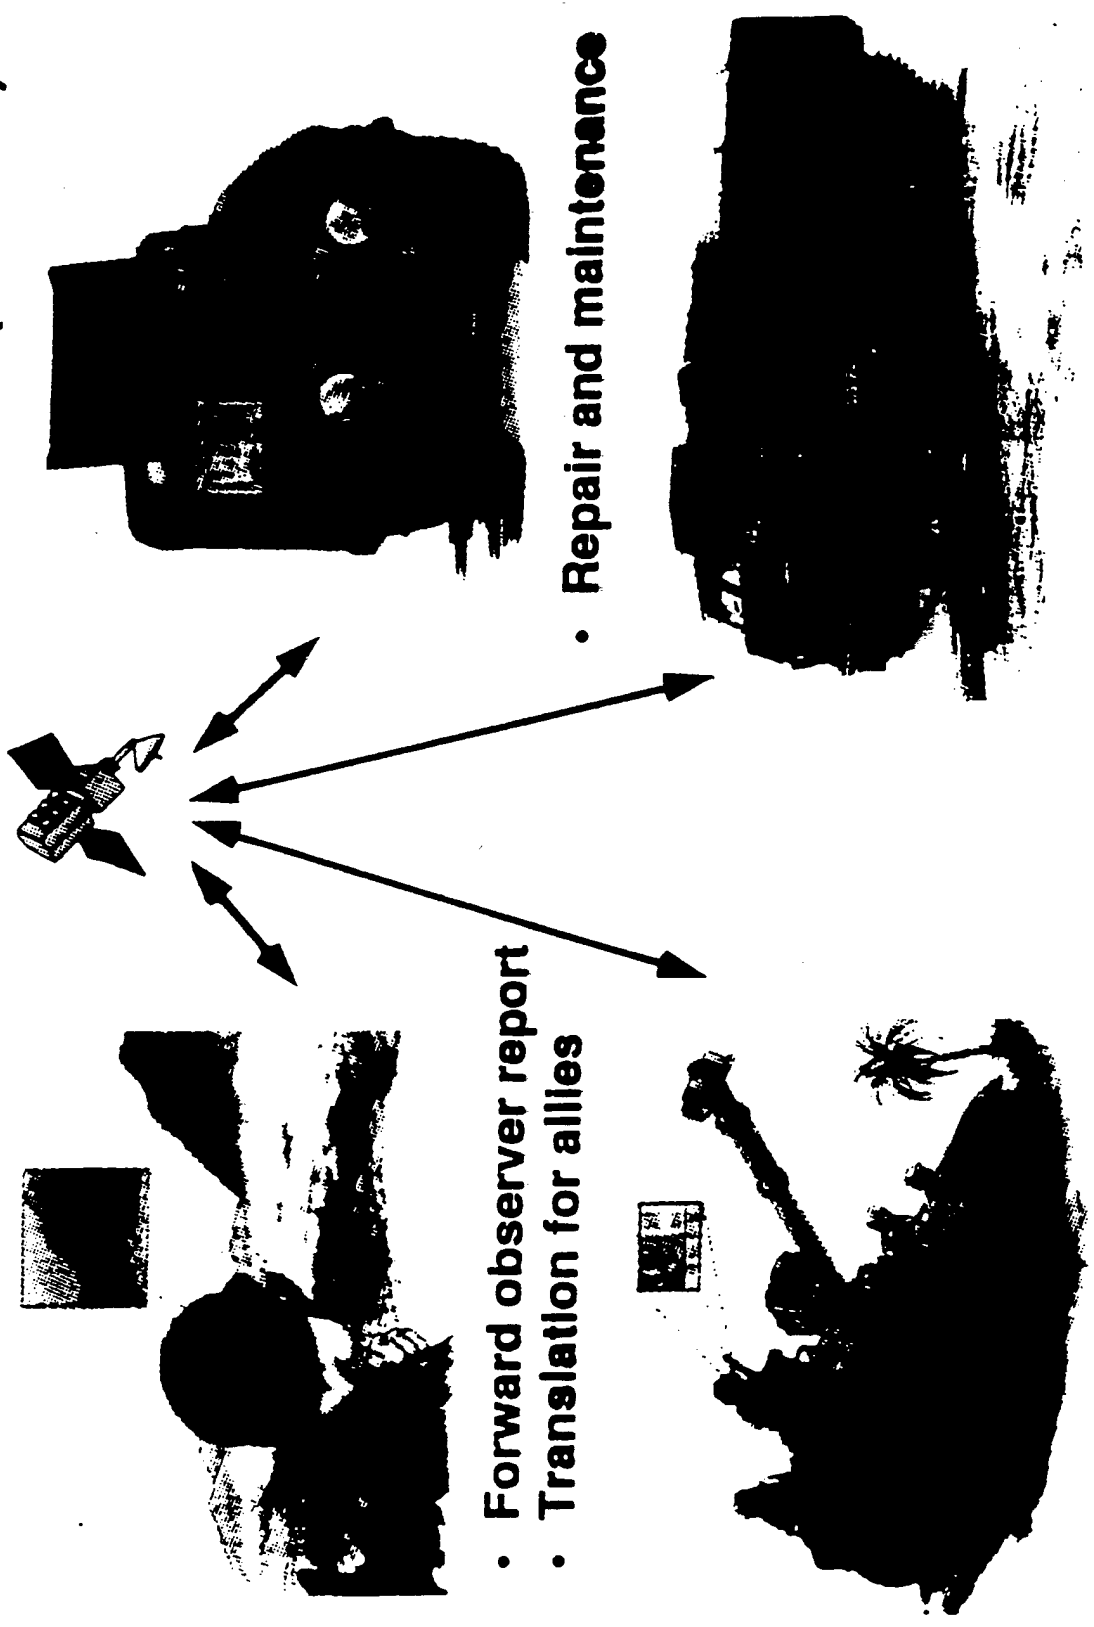 • Forward observer report
• Translation for allies
• Repair and maintenance